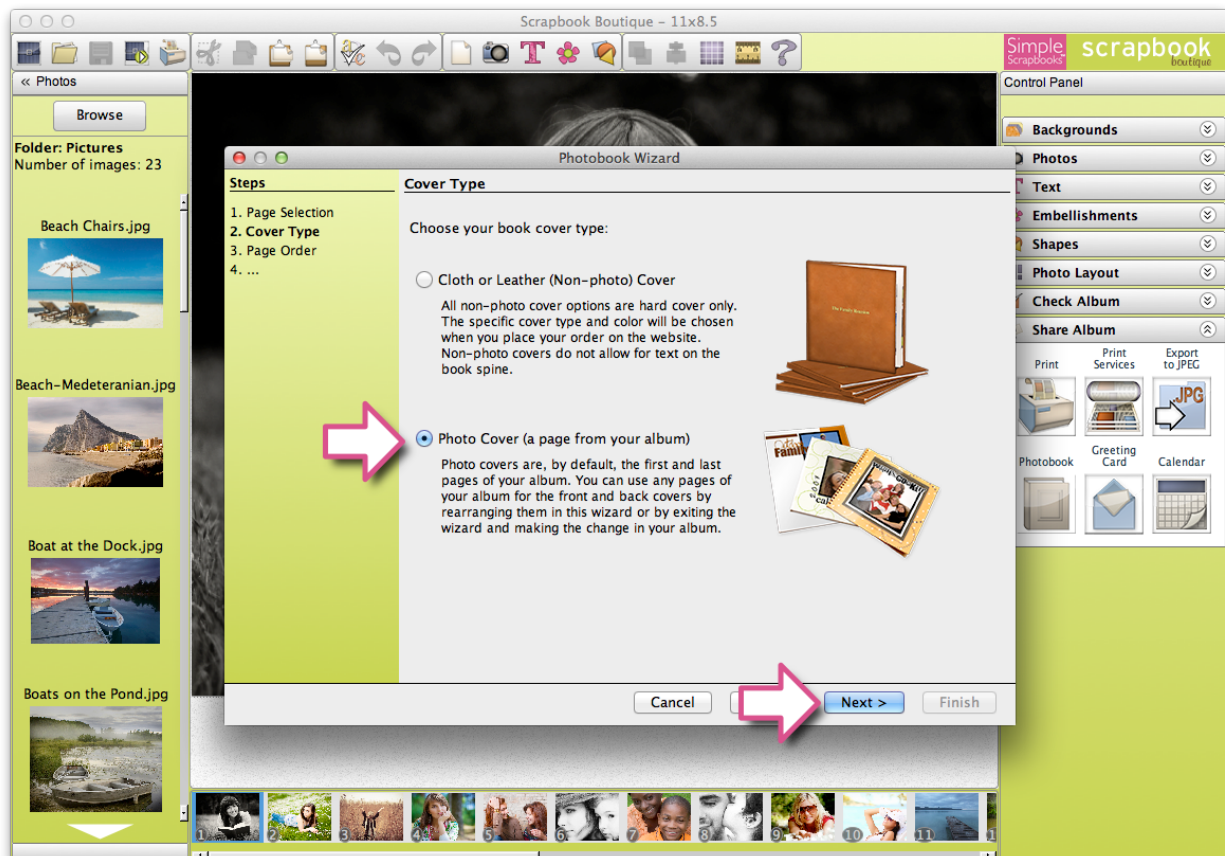 Scrapbook Boutique – 11x8.5
Simple Scrapbooks
scrapbook boutique
« Photos
Browse
Folder: Pictures
Number of images: 23
Beach Chairs.jpg
Beach-Medeteranian.jpg
Boat at the Dock.jpg
Boats on the Pond.jpg
Photobook Wizard
Steps
1. Page Selection
2. Cover Type
3. Page Order
4. ...
Cover Type
Choose your book cover type:
Cloth or Leather (Non-photo) Cover
All non-photo cover options are hard cover only.
The specific cover type and color will be chosen
when you place your order on the website.
Non-photo covers do not allow for text on the
book spine.
Photo Cover (a page from your album)
Photo covers are, by default, the first and last
pages of your album. You can use any pages of
your album for the front and back covers by
rearranging them in this wizard or by exiting the
wizard and making the change in your album.
Cancel
Next >
Finish
Control Panel
Backgrounds
Photos
Text
Embellishments
Shapes
Photo Layout
Check Album
Share Album
Print
Print Services
Export to JPEG
JPG
Photobook
Greeting Card
Calendar
1 2 3 4 5 6 7 8 9 10 11 1